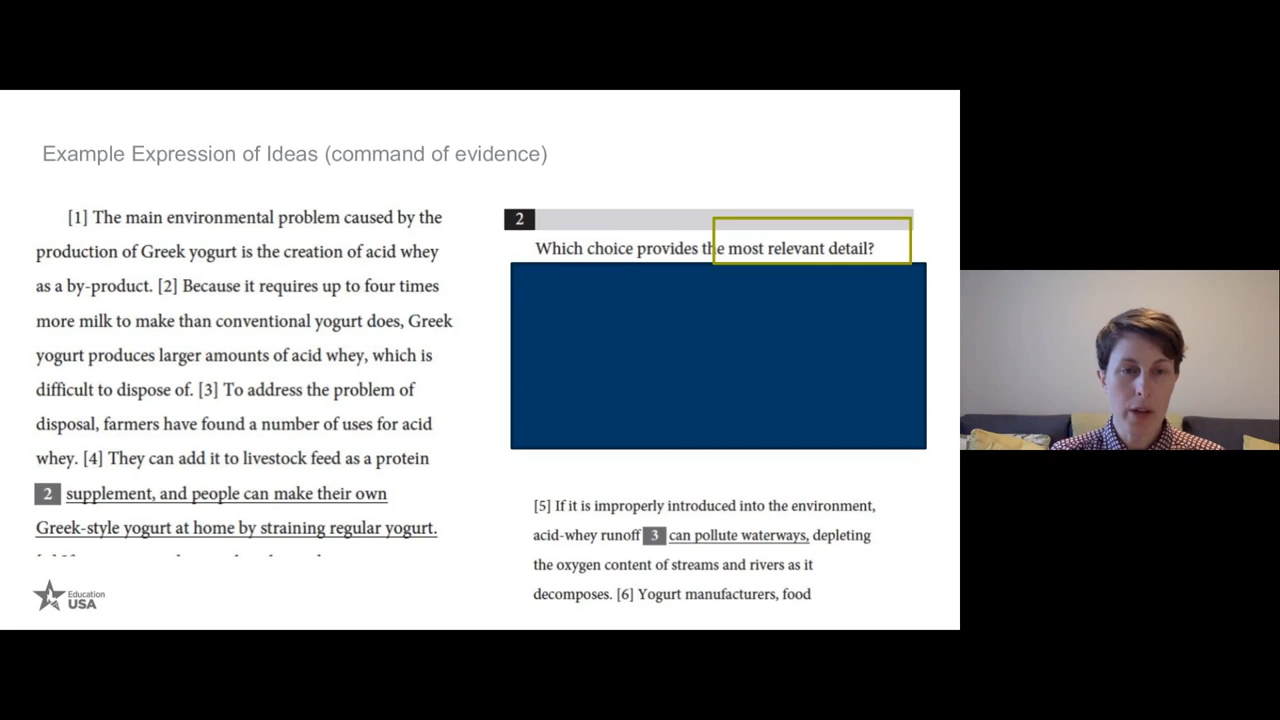 Example Expression of Ideas (command of evidence)
[1] The main environmental problem caused by the
production of Greek yogurt is the creation of acid whey
as a by-product. [2] Because it requires up to four times
more milk to make than conventional yogurt does, Greek
yogurt produces larger amounts of acid whey, which is
difficult to dispose of. [3] To address the problem of
disposal, farmers have found a number of uses for acid
whey. [4] They can add it to livestock feed as a protein
2 supplement, and people can make their own
Greek-style yogurt at home by straining regular yogurt.
Education
USA
2
Which choice provides the most relevant detail?
[5] If it is improperly introduced into the environment,
acid-whey runoff 3 can pollute waterways, depleting
the oxygen content of streams and rivers as it
decomposes. [6] Yogurt manufacturers, food